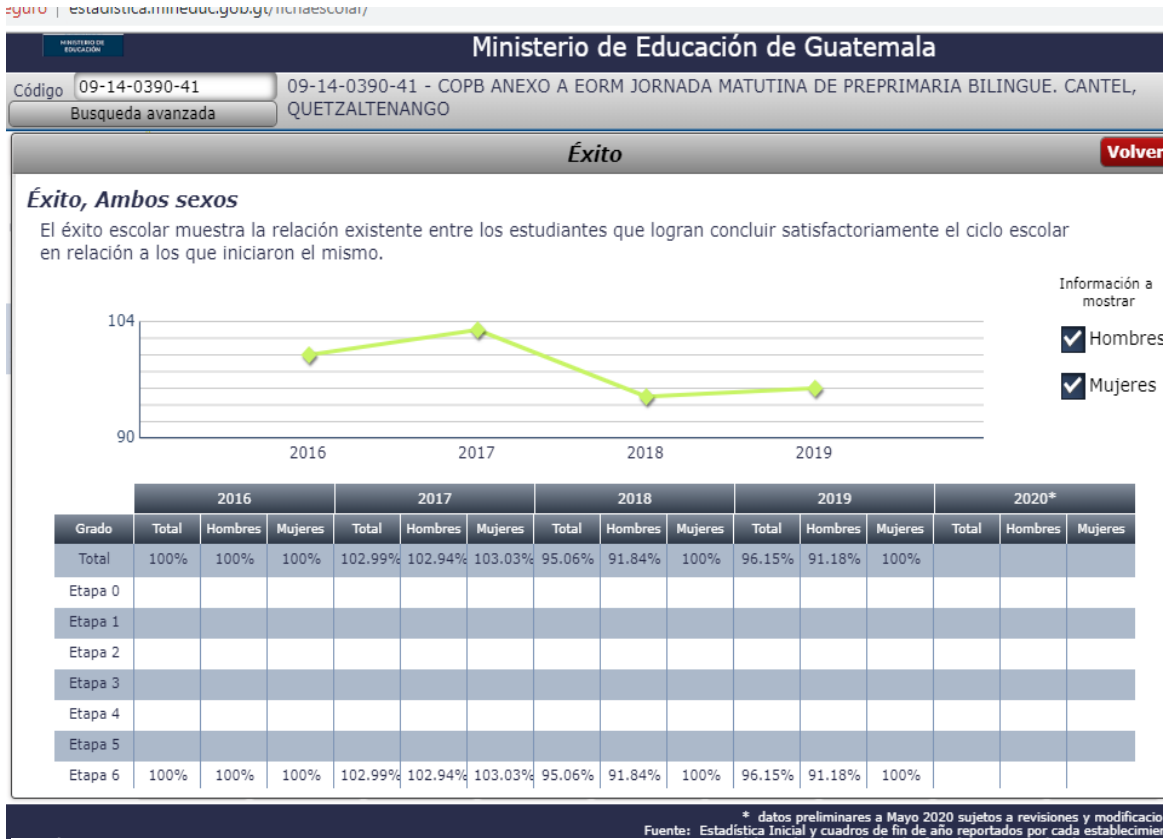 eguro | estadistica.mineduc.gob.gt/fichaescolar/
MINISTERIO DE
EDUCACIÓN
Ministerio de Educación de Guatemala
Código 09-14-0390-41
Busqueda avanzada
09-14-0390-41 - COPB ANEXO A EORM JORNADA MATUTINA DE PREPRIMARIA BILINGUE. CANTEL,
QUETZALTENANGO
Éxito Volver
Éxito, Ambos sexos
El éxito escolar muestra la relación existente entre los estudiantes que logran concluir satisfactoriamente el ciclo escolar
en relación a los que iniciaron el mismo.
Información a
mostrar
Hombres
Mujeres
104
90
2016 2017 2018 2019
2016 2017 2018 2019 2020*
Grado Total Hombres Mujeres Total Hombres Mujeres Total Hombres Mujeres Total Hombres Mujeres Total Hombres Mujeres
Total 100% 100% 100% 102.99% 102.94% 103.03% 95.06% 91.84% 100% 96.15% 91.18% 100%
Etapa 0
Etapa 1
Etapa 2
Etapa 3
Etapa 4
Etapa 5
Etapa 6 100% 100% 100% 102.99% 102.94% 103.03% 95.06% 91.84% 100% 96.15% 91.18% 100%
* datos preliminares a Mayo 2020 sujetos a revisiones y modificacio
Fuente: Estadística Inicial y cuadros de fin de año reportados por cada establecimie